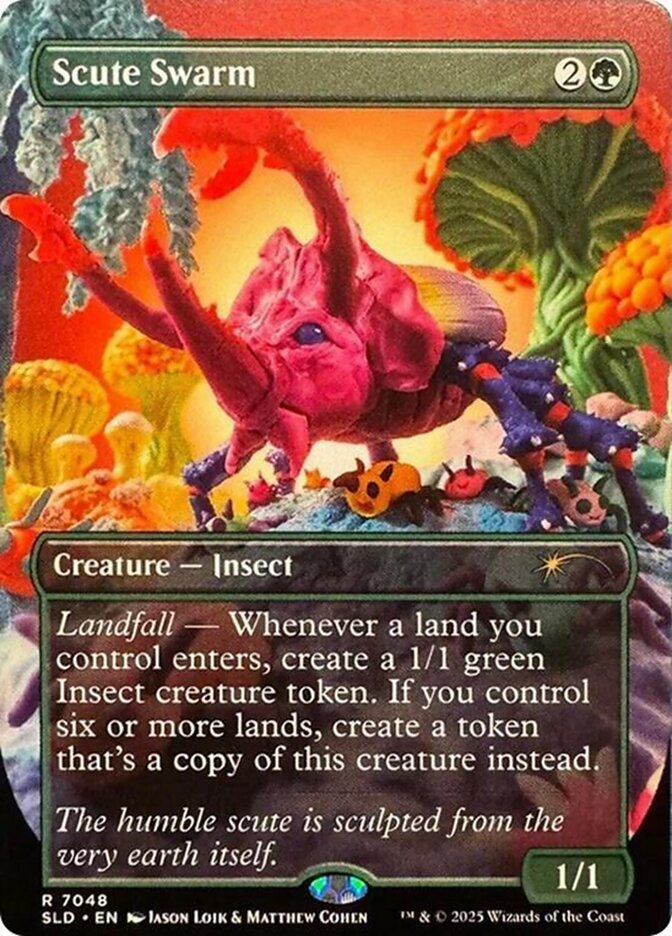 Scute Swarm 2
Creature — Insect
Landfall — Whenever a land you
control enters, create a 1/1 green
Insect creature token. If you control
six or more lands, create a token
that's a copy of this creature instead.
The humble scute is sculpted from the
very earth itself.
1/1
R 7048
SLD • EN Jason Loik & Matthew Cohen ™ & © 2025 Wizards of the Coast